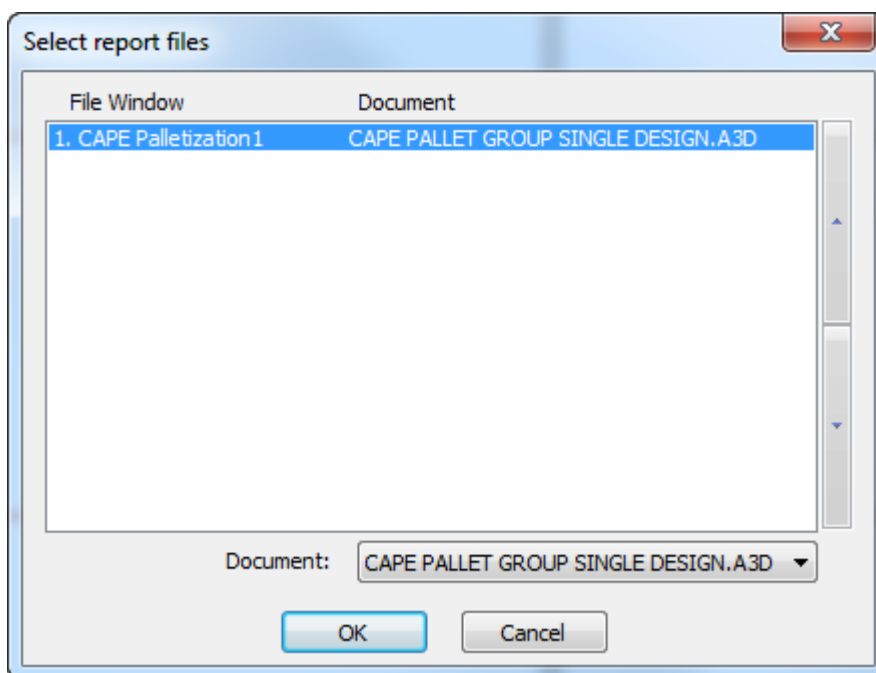 Select report files
File Window Document
1. CAPE Palletization1 CAPE PALLET GROUP SINGLE DESIGN.A3D
Document: CAPE PALLET GROUP SINGLE DESIGN.A3D
OK Cancel